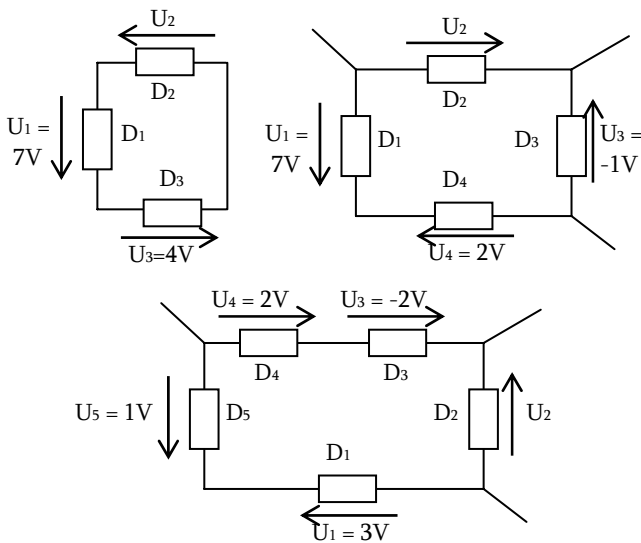 U2
D2
U1 =
7V
D1
D3
U3=4V
U2
D2
U1 =
7V
D1
D3
U3 =
-1V
D4
U4 = 2V
U4 = 2V
U3 = -2V
D4
D3
U5 = 1V
D5
D2
U2
D1
U1 = 3V